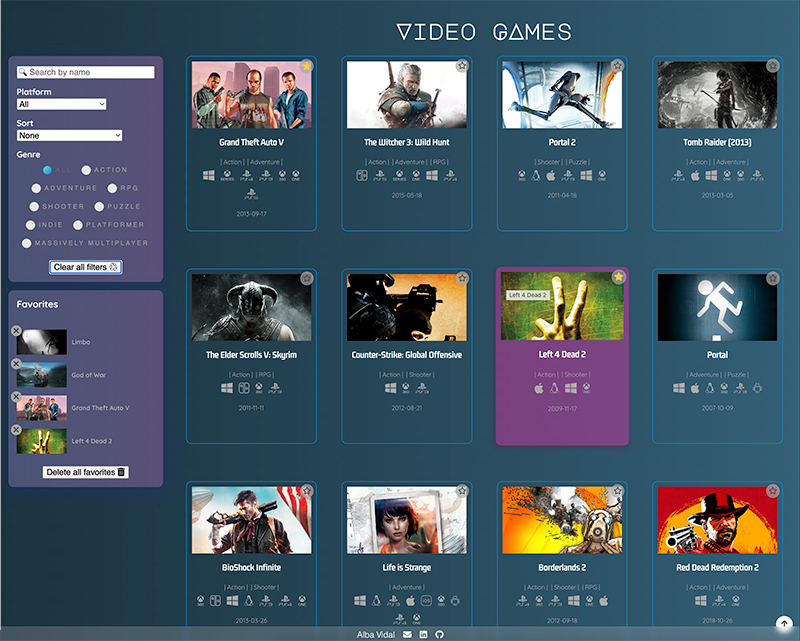 VIDEO GAMES
Search by name
Platform
All
Sort
None
Genre
ALL ACTION
ADVENTURE RPG
SHOOTER PUZZLE
INDIE PLATFORMER
MASSIVELY MULTIPLAYER
Clear all filters
Favorites
Limbo
God of War
Grand Theft Auto V
Left 4 Dead 2
Delete all favorites
Grand Theft Auto V
| Action | | Adventure |
2013-09-17
The Witcher 3: Wild Hunt
| Action | | Adventure | | RPG |
2015-05-18
Portal 2
| Shooter | | Puzzle |
2011-04-18
Tomb Raider (2013)
| Action | | Adventure |
2013-03-05
The Elder Scrolls V: Skyrim
| Action | | RPG |
2011-11-11
Counter-Strike: Global Offensive
| Action | | Shooter |
2012-08-21
Left 4 Dead 2
Left 4 Dead 2
| Action | | Shooter |
2009-11-17
Portal
| Adventure | | Puzzle |
2007-10-09
BioShock Infinite
| Action | | Shooter |
2013-03-26
Life is Strange
| Adventure |
Borderlands 2
| Action | | Shooter | | RPG |
2012-09-18
Red Dead Redemption 2
| Action | | Adventure |
2018-10-26
Alba Vidal